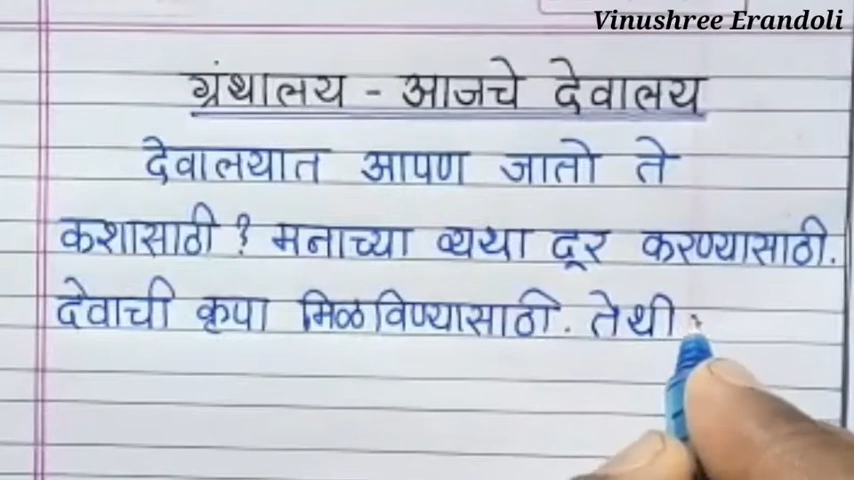 Vinushree Erandoli
ग्रंथालय - आजचे देवालय
देवालयात आपण जातो ते
कशासाठी? मनाच्या व्यथा दूर करण्यासाठी.
देवाची कृपा मिळविण्यासाठी. तेथी